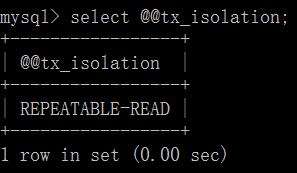 mysql> select @@tx_isolation;
+-----------------+
| @@tx_isolation  |
+-----------------+
| REPEATABLE-READ |
+-----------------+
1 row in set (0.00 sec)